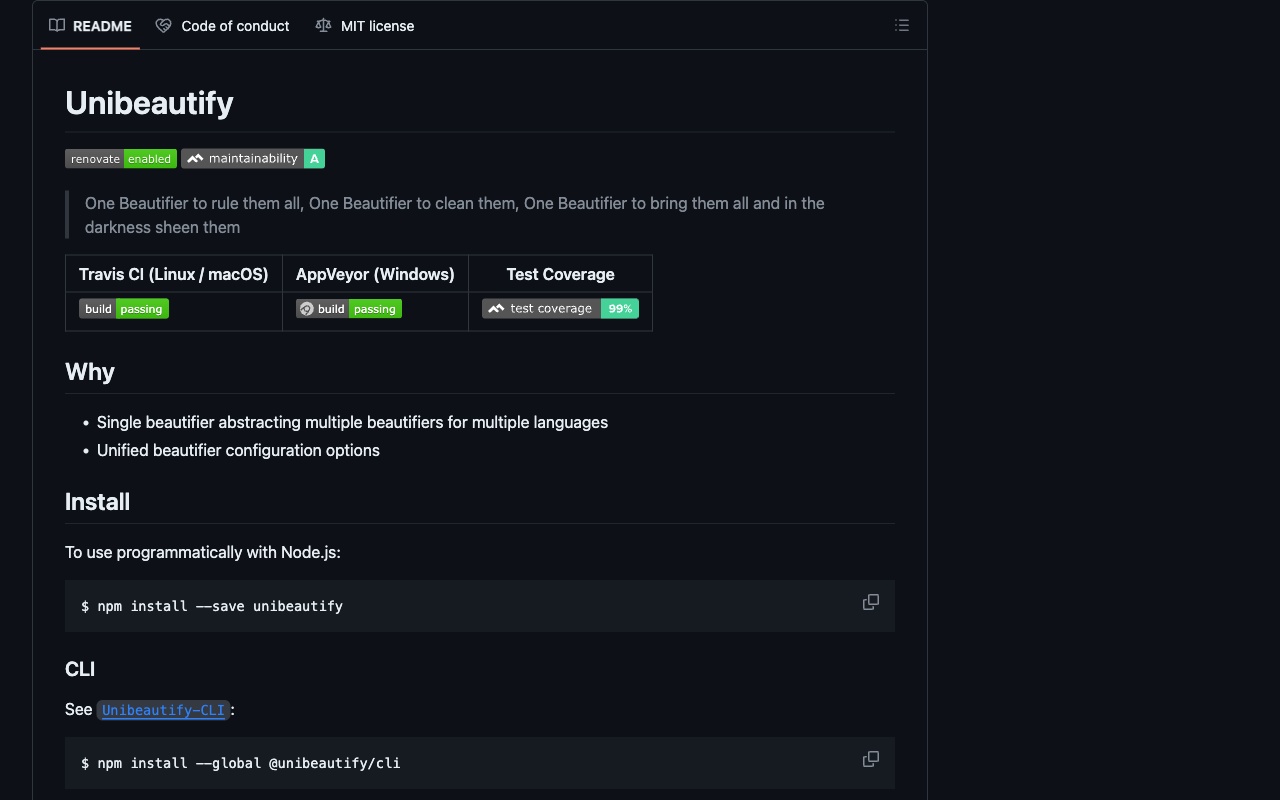 README Code of conduct MIT license
Unibeautify
renovate enabled maintainability A
One Beautifier to rule them all, One Beautifier to clean them, One Beautifier to bring them all and in the
darkness sheen them
Travis CI (Linux / macOS) AppVeyor (Windows) Test Coverage
build passing build passing test coverage 99%
Why
• Single beautifier abstracting multiple beautifiers for multiple languages
• Unified beautifier configuration options
Install
To use programmatically with Node.js:
$ npm install --save unibeautify
CLI
See Unibeautify-CLI:
$ npm install --global @unibeautify/cli